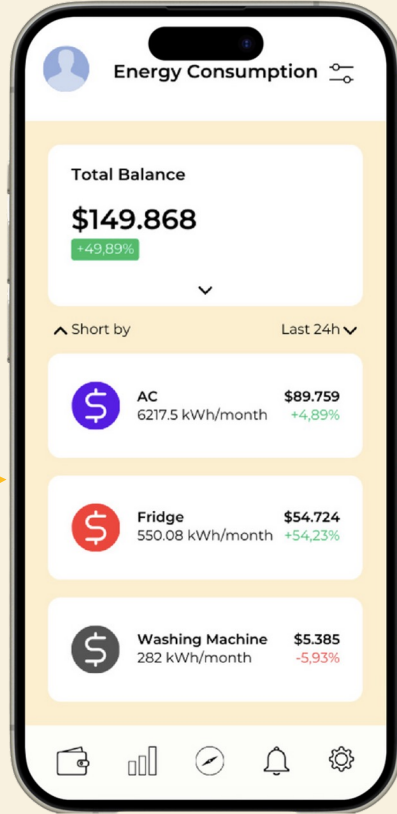 Energy Consumption
Total Balance
$149.868
+49,89%
Short by Last 24h
AC $89.759
6217.5 kWh/month +4,89%
Fridge $54.724
550.08 kWh/month +54,23%
Washing Machine $5.385
282 kWh/month -5,93%